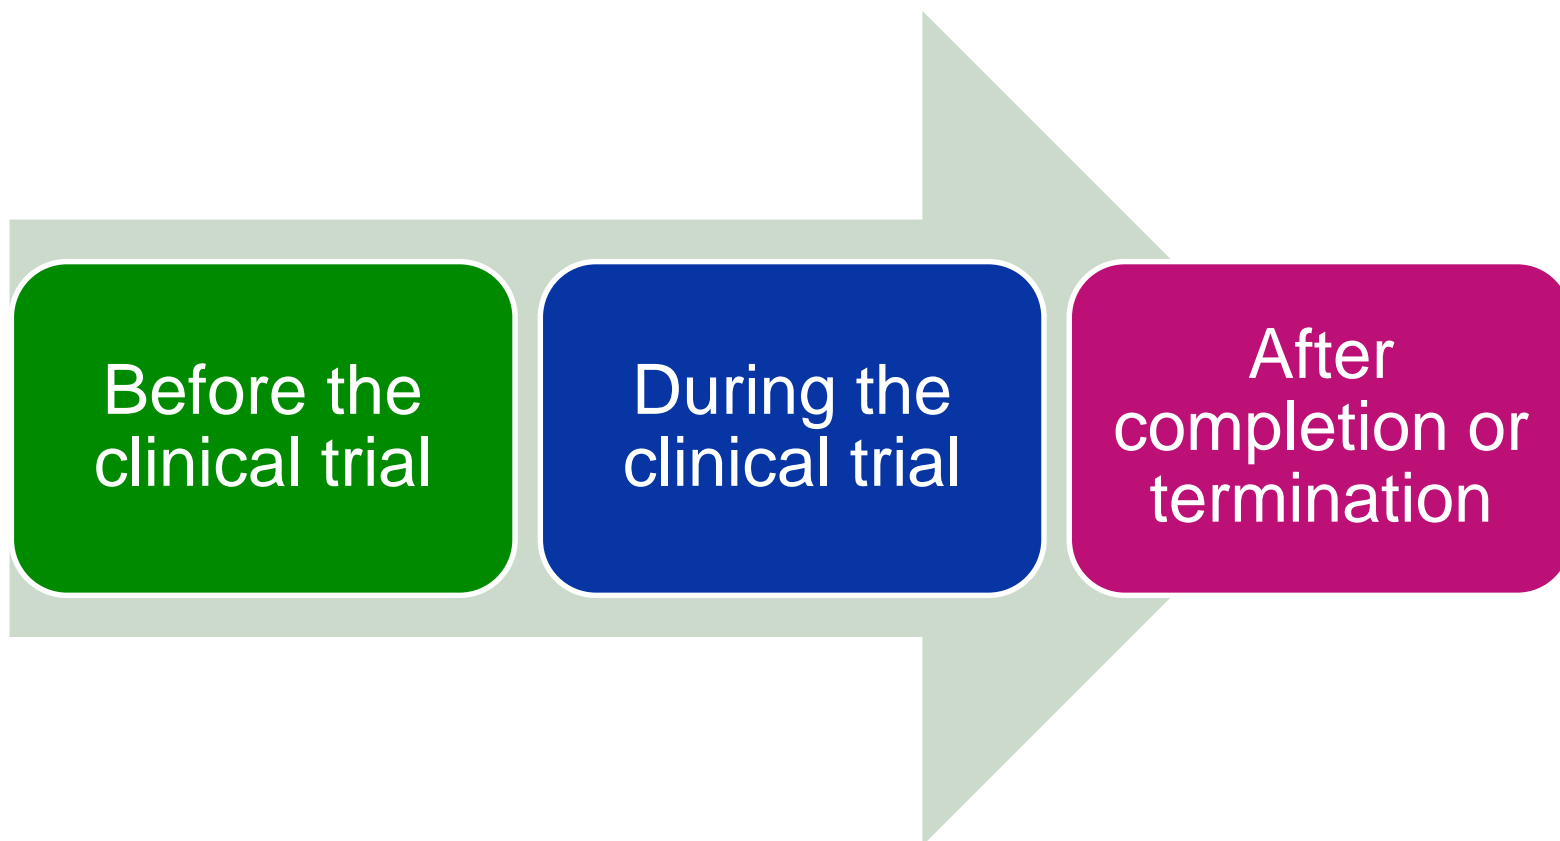 Before the
clinical trial
During the
clinical trial
After
completion or
termination